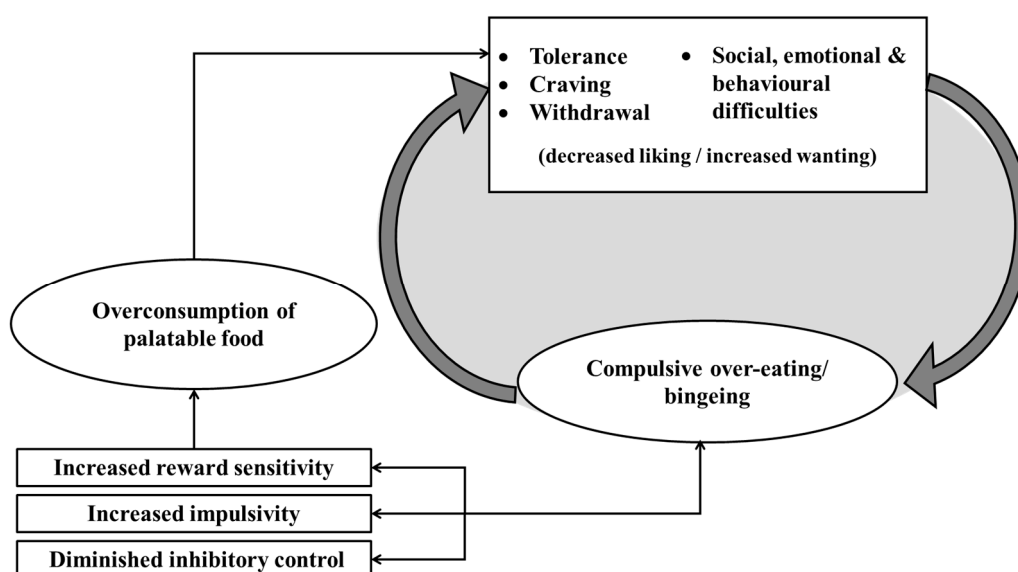 • Tolerance
• Craving
• Withdrawal
• Social, emotional &
behavioural
difficulties
(decreased liking / increased wanting)
Overconsumption of
palatable food
Compulsive over-eating/
bingeing
Increased reward sensitivity
Increased impulsivity
Diminished inhibitory control